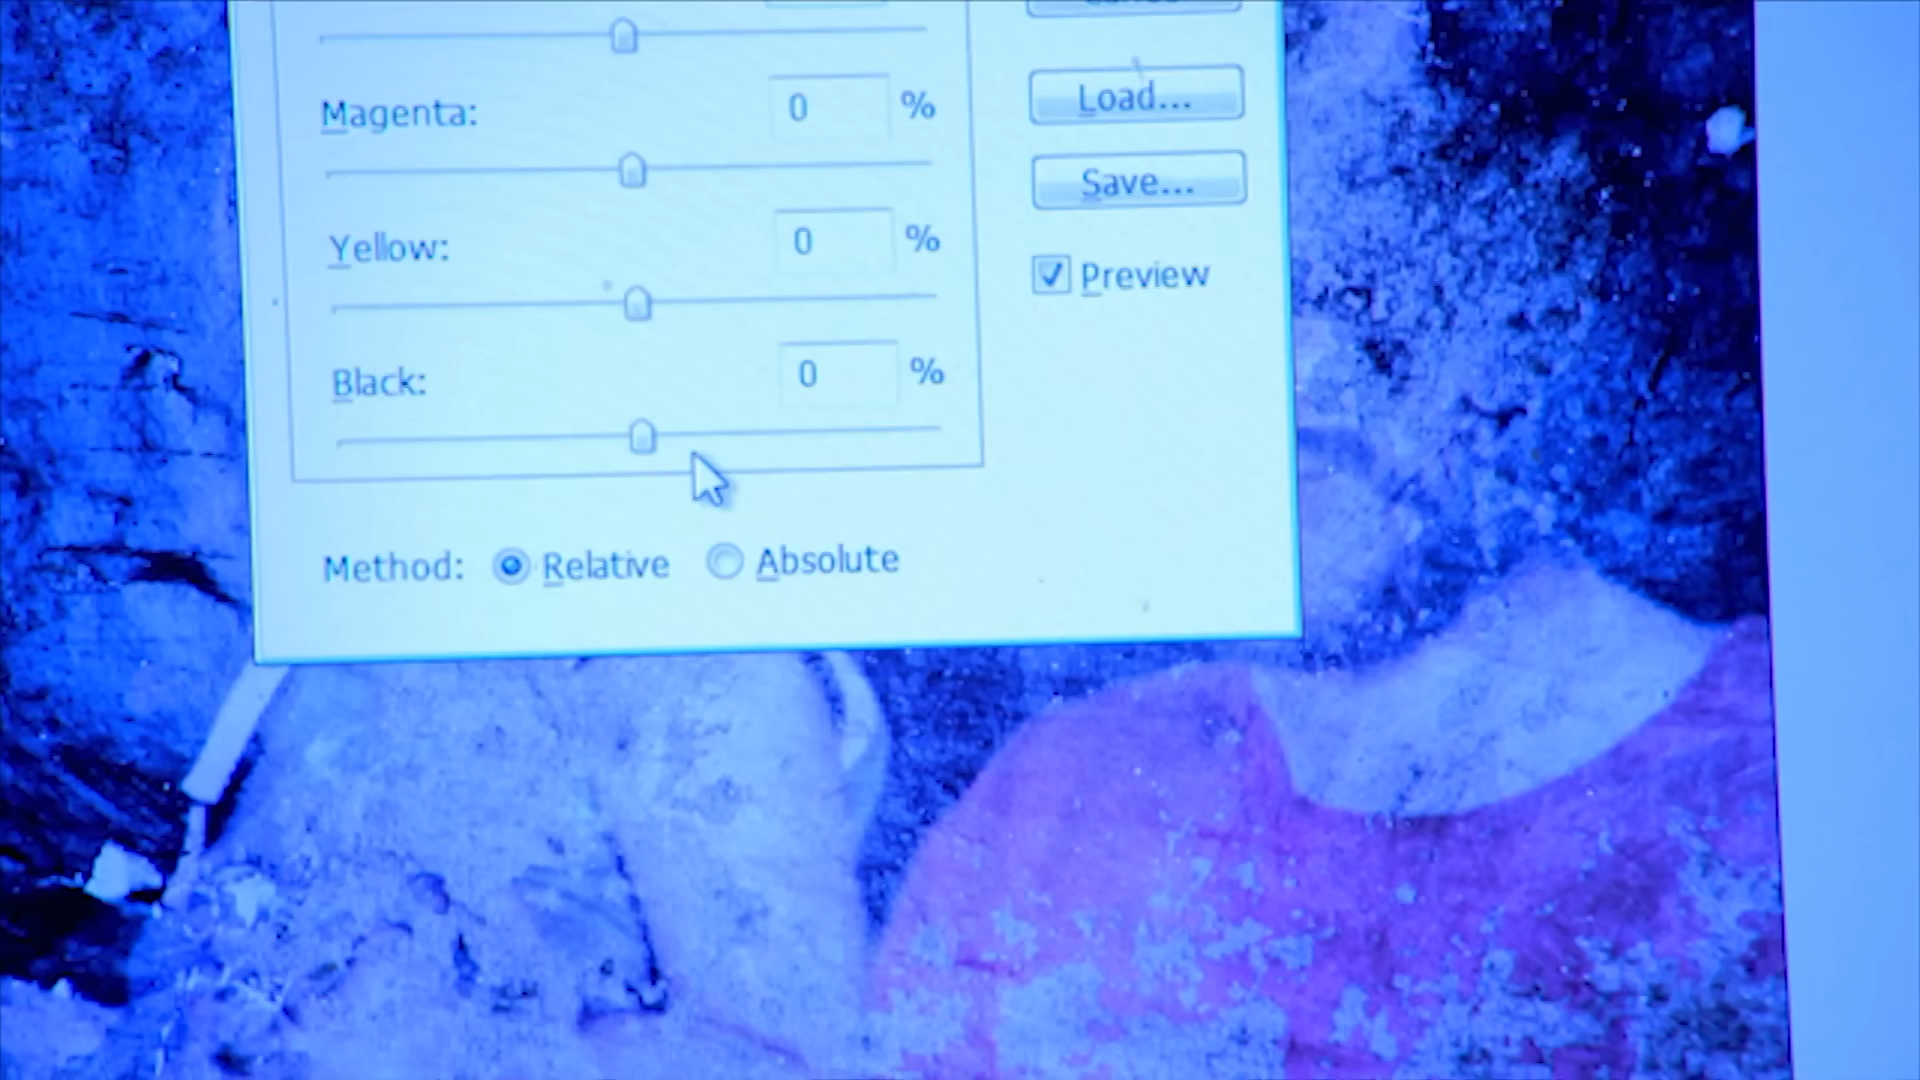 Magenta: 0 %
Load...
Save...
Yellow: 0 %
Preview
Black: 0 %
Method: Relative Absolute